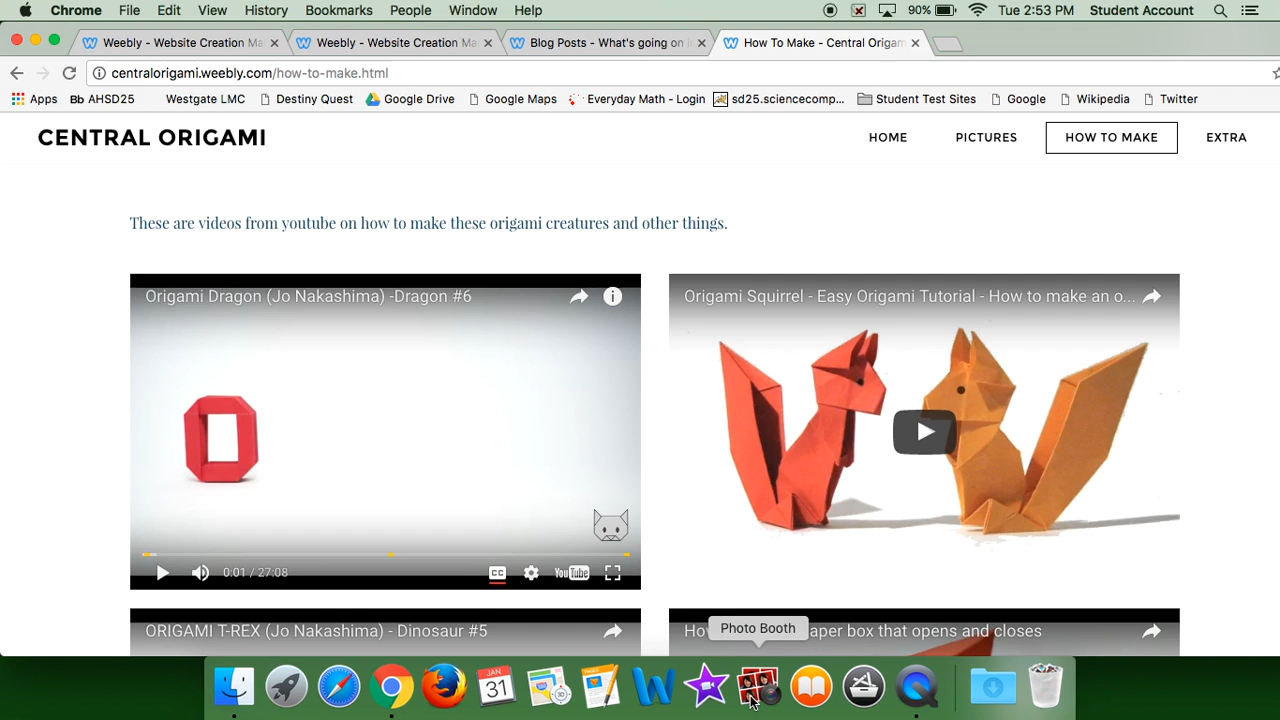 Chrome File Edit View History Bookmarks People Window Help 90% Tue 2:53 PM Student Account
Weebly - Website Creation Ma Weebly - Website Creation Ma Blog Posts - What's going on i How To Make - Central Origam
centralorigami.weebly.com/how-to-make.html
Apps Bb AHSD25 Westgate LMC Destiny Quest Google Drive Google Maps Everyday Math - Login sd25.sciencecomp... Student Test Sites Google Wikipedia Twitter
CENTRAL ORIGAMI HOME PICTURES HOW TO MAKE EXTRA
These are videos from youtube on how to make these origami creatures and other things.
Origami Dragon (Jo Nakashima) -Dragon #6
Origami Squirrel - Easy Origami Tutorial - How to make an o...
0:01 / 27:08 CC YouTube
ORIGAMI T-REX (Jo Nakashima) - Dinosaur #5
aper box that opens and closes
Photo Booth
JAN
31